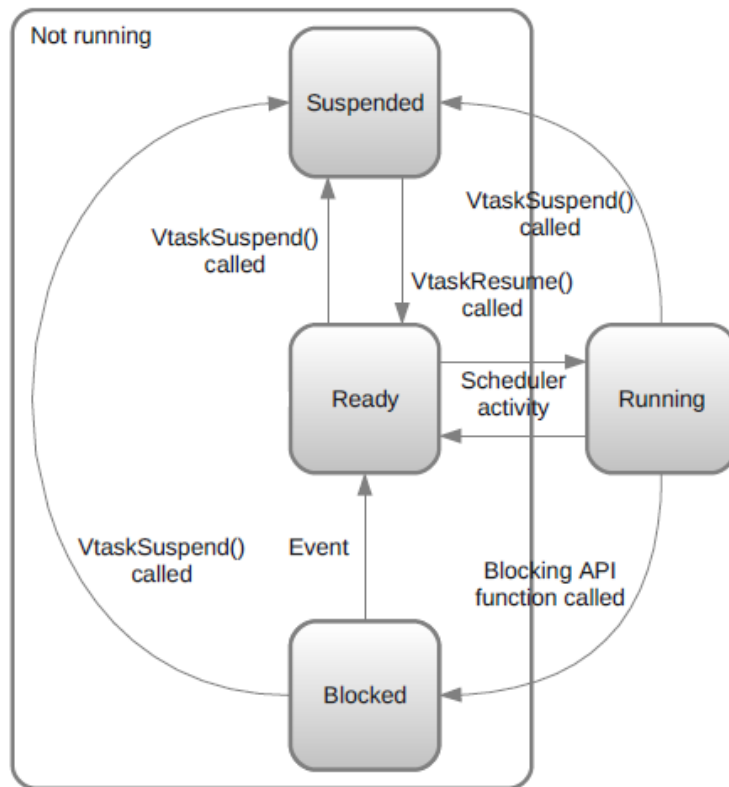 Not running
Suspended
VtaskSuspend()
called
VtaskSuspend()
called
VtaskResume()
called
Ready
Scheduler
activity
Running
VtaskSuspend()
called
Event
Blocking API
function called
Blocked